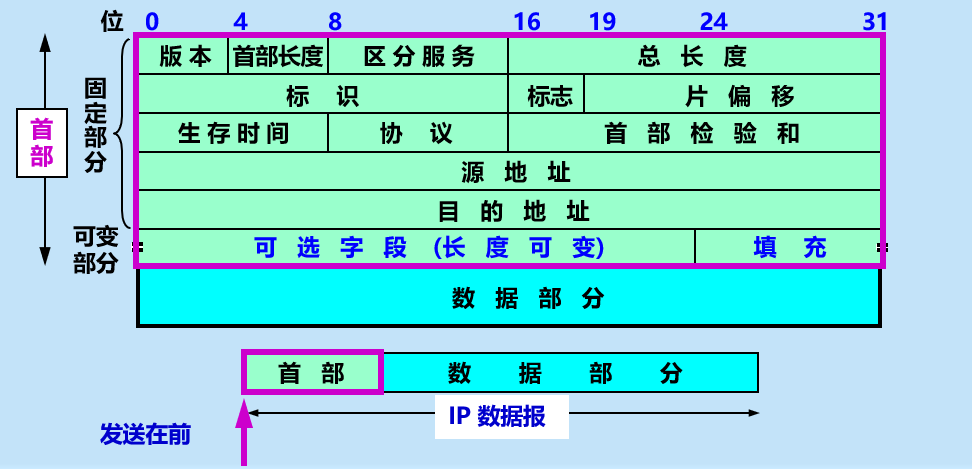 位 0 4 8 16 19 24 31
版本 首部长度 区分服务 总长度
标识 标志 片偏移
生存时间 协议 首部检验和
源地址
目的地址
可选字段 (长度可变) 填充
首部
固定部分
可变部分
数据部分
首部 数据部分
IP 数据报
发送在前